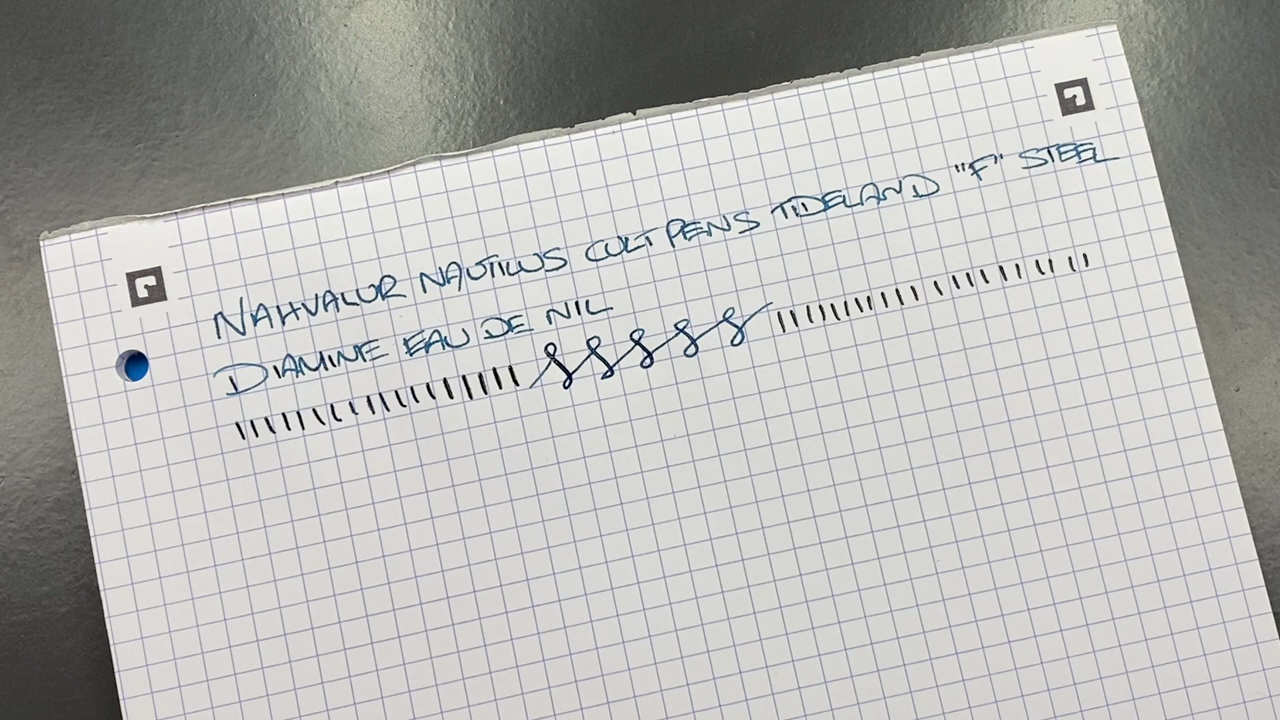 NAHVALUR NAUTILUS CULT PENS TIDELAND "F" STEEL
DIAMINE EAU DE NIL